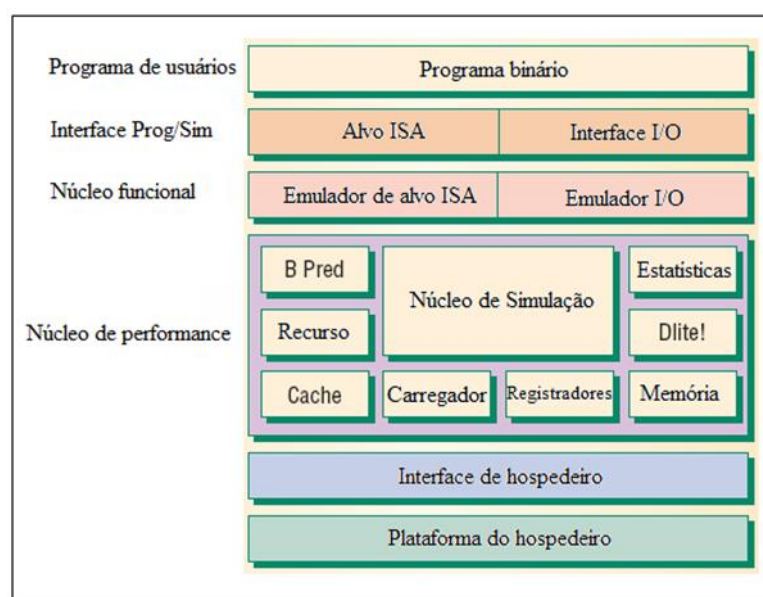 Programa de usuários
Programa binário
Interface Prog/Sim
Alvo ISA
Interface I/O
Núcleo funcional
Emulador de alvo ISA
Emulador I/O
Núcleo de performance
B Pred
Núcleo de Simulação
Estatísticas
Recurso
Dlite!
Cache
Carregador
Registradores
Memória
Interface de hospedeiro
Plataforma do hospedeiro